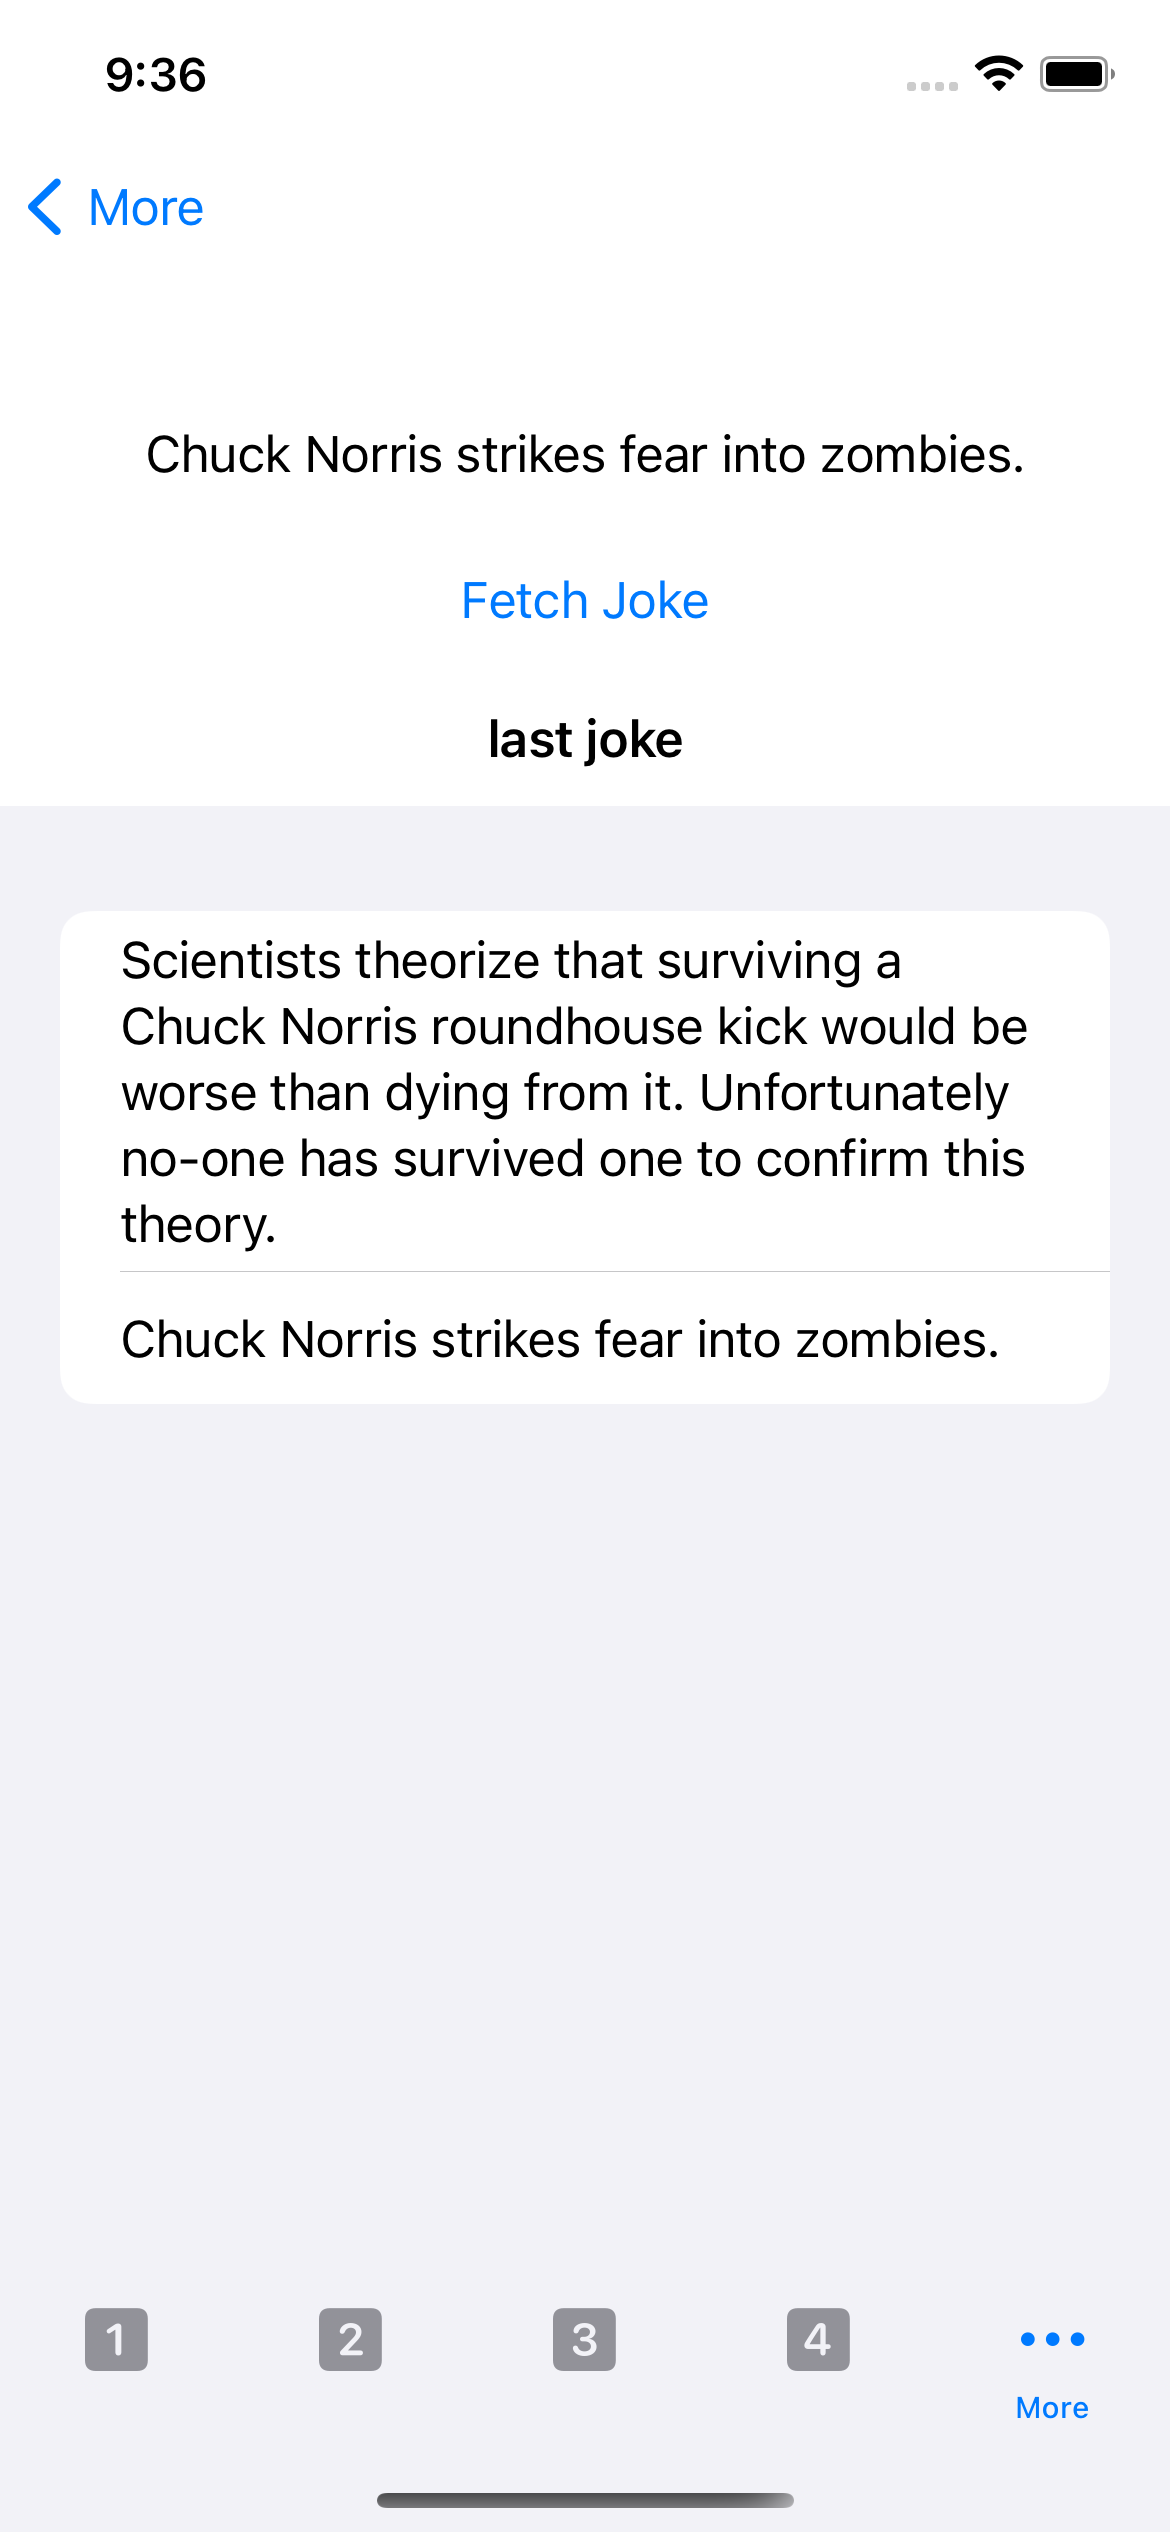 9:36
More
Chuck Norris strikes fear into zombies.
Fetch Joke
last joke
Scientists theorize that surviving a
Chuck Norris roundhouse kick would be
worse than dying from it. Unfortunately
no-one has survived one to confirm this
theory.
Chuck Norris strikes fear into zombies.
1 2 3 4
More